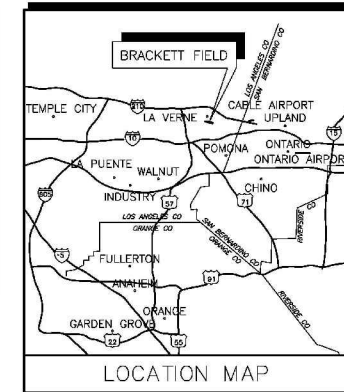 BRACKETT FIELD
LOS ANGELES CO
SAN BERNARDINO CO
TEMPLE CITY
210
LA VERNE
CABLE AIRPORT
UPLAND
15
10
POMONA
ONTARIO
ONTARIO AIRPORT
LA PUENTE
WALNUT
CHINO
605
INDUSTRY
57
71
LOS ANGELES CO
ORANGE CO
SAN BERNARDINO CO
ORANGE CO
RIVERSIDE
CO
5
FULLERTON
91
ANAHEIM
RIVERSIDE CO
ORANGE
GARDEN GROVE
22
55
LOCATION MAP